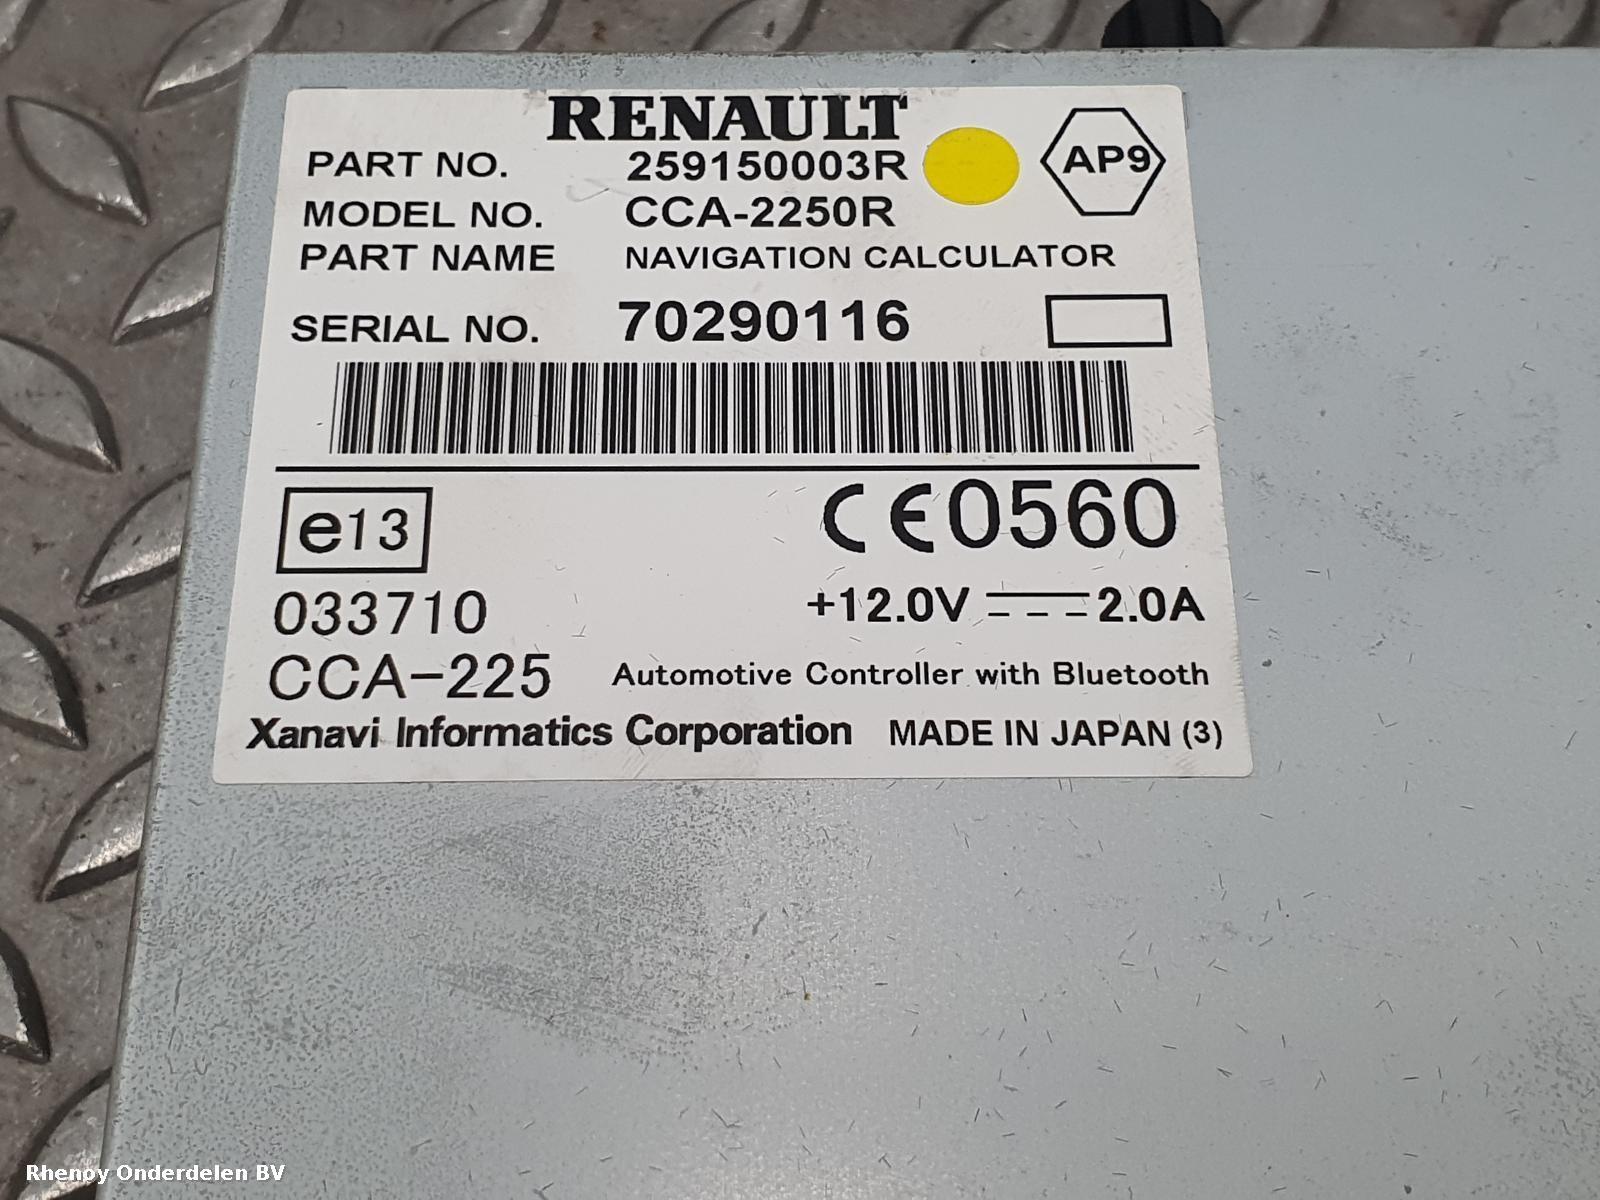 RENAULT
PART NO. 259150003R
AP9
MODEL NO. CCA-2250R
PART NAME NAVIGATION CALCULATOR
SERIAL NO. 70290116
e13 CE0560
033710 +12.0V 2.0A
CCA-225 Automotive Controller with Bluetooth
Xanavi Informatics Corporation MADE IN JAPAN (3)
Rhenoy Onderdelen BV